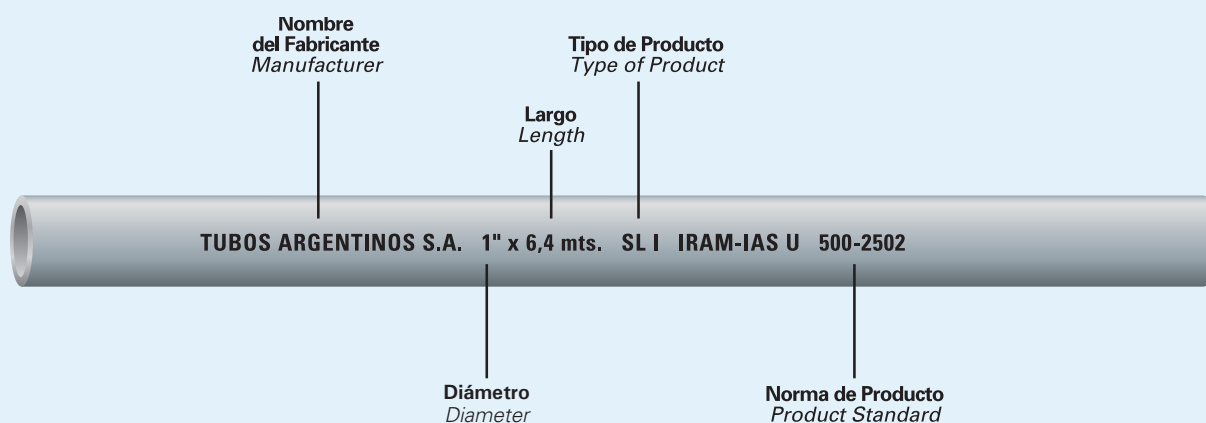 Nombre
del Fabricante
Manufacturer
Tipo de Producto
Type of Product
Largo
Length
TUBOS ARGENTINOS S.A. 1" x 6,4 mts. SL I IRAM-IAS U 500-2502
Diámetro
Diameter
Norma de Producto
Product Standard